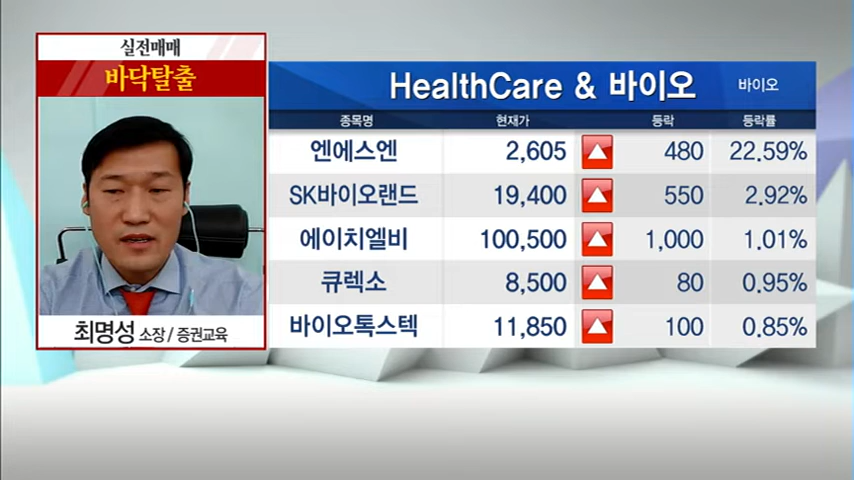 실전매매
바닥탈출
최명성 소장 / 증권교육
HealthCare & 바이오 바이오
종목명 현재가 등락 등락률
엔에스엔 2,605 480 22.59%
SK바이오랜드 19,400 550 2.92%
에이치엘비 100,500 1,000 1.01%
큐렉소 8,500 80 0.95%
바이오톡스텍 11,850 100 0.85%